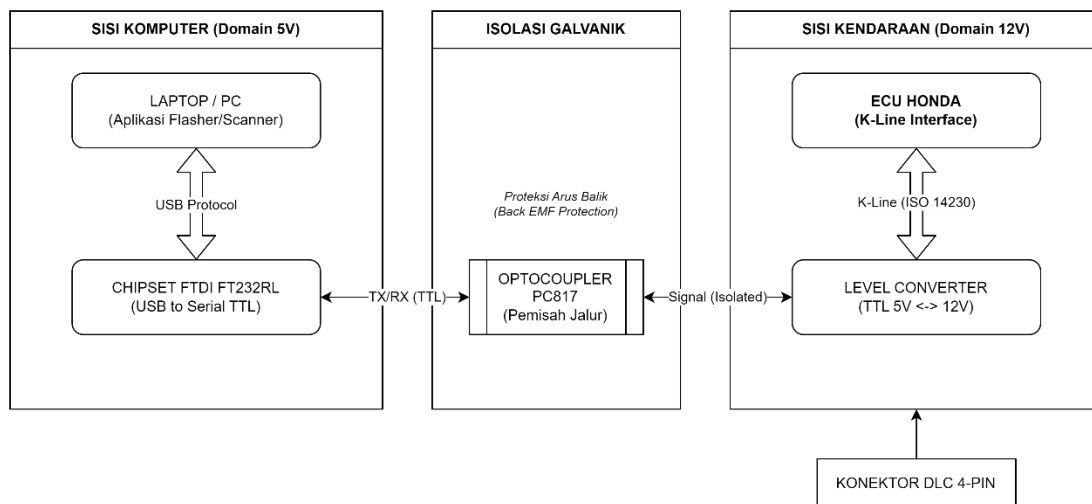 SISI KOMPUTER (Domain 5V)
LAPTOP / PC
(Aplikasi Flasher/Scanner)
USB Protocol
CHIPSET FTDI FT232RL
(USB to Serial TTL)
TX/RX (TTL)
ISOLASI GALVANIK
Proteksi Arus Balik
(Back EMF Protection)
OPTOCOUPLER
PC817
(Pemisah Jalur)
Signal (Isolated)
SISI KENDARAAN (Domain 12V)
ECU HONDA
(K-Line Interface)
K-Line (ISO 14230)
LEVEL CONVERTER
(TTL 5V <-> 12V)
KONEKTOR DLC 4-PIN